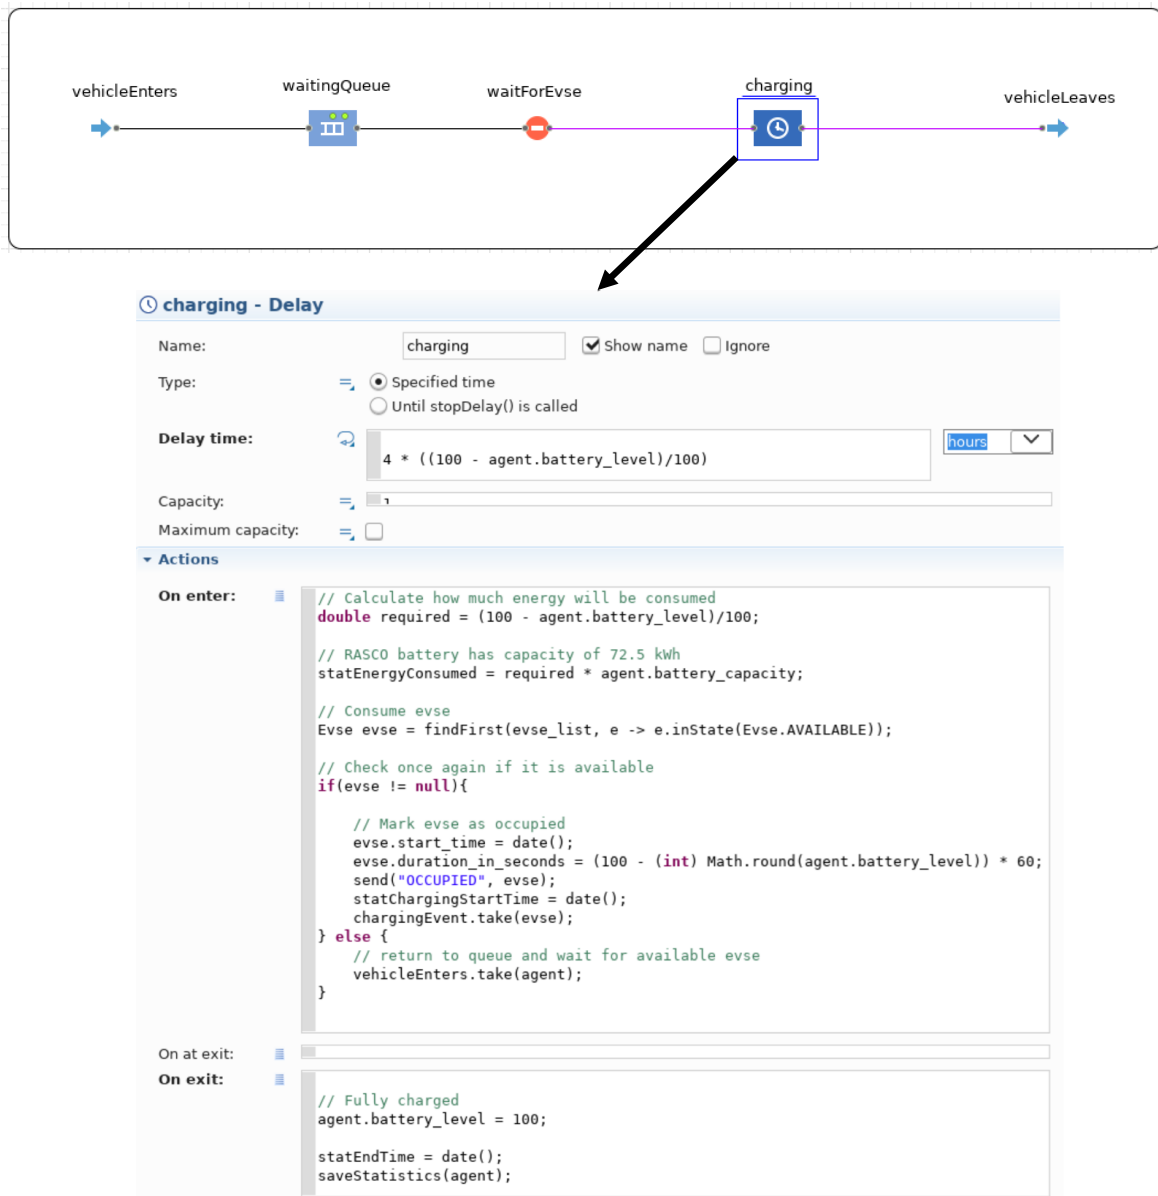 vehicleEnters
waitingQueue
waitForEvse
charging
vehicleLeaves
charging - Delay
Name:
charging
Show name
Ignore
Type:
Specified time
Until stopDelay() is called
Delay time:
4 * ((100 - agent.battery_level)/100)
hours
Capacity:
1
Maximum capacity:
Actions
On enter:
// Calculate how much energy will be consumed
double required = (100 - agent.battery_level)/100;
// RASCO battery has capacity of 72.5 kWh
statEnergyConsumed = required * agent.battery_capacity;
// Consume evse
Evse evse = findFirst(evse_list, e -> e.inState(Evse.AVAILABLE));
// Check once again if it is available
if(evse != null){
// Mark evse as occupied
evse.start_time = date();
evse.duration_in_seconds = (100 - (int) Math.round(agent.battery_level)) * 60;
send("OCCUPIED", evse);
statChargingStartTime = date();
chargingEvent.take(evse);
} else {
// return to queue and wait for available evse
vehicleEnters.take(agent);
}
On at exit:
On exit:
// Fully charged
agent.battery_level = 100;
statEndTime = date();
saveStatistics(agent);